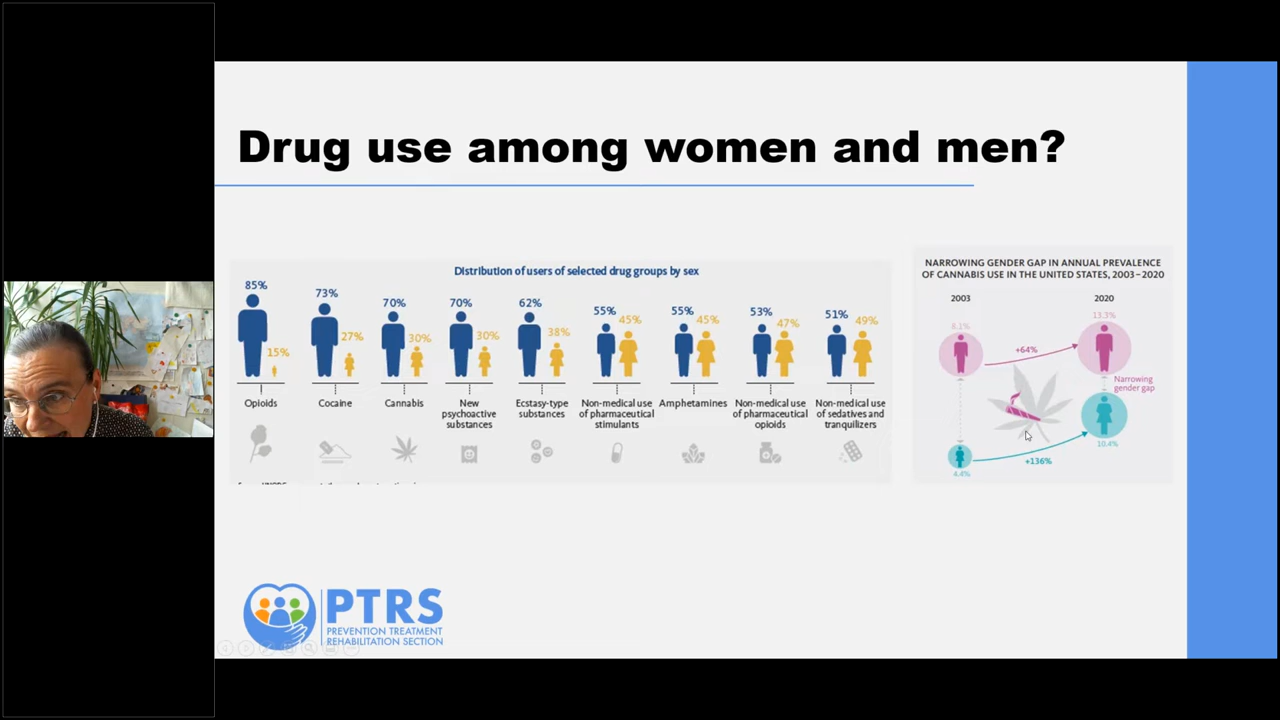 Drug use among women and men?
Distribution of users of selected drug groups by sex
85%
15%
Opioids
73%
27%
Cocaine
70%
30%
Cannabis
70%
30%
New
psychoactive
substances
62%
38%
Ecstasy-type
substances
55%
45%
Non-medical use
of pharmaceutical
stimulants
55%
45%
Amphetamines
53%
47%
Non-medical use
of pharmaceutical
opioids
51%
49%
Non-medical use
of sedatives and
tranquilizers
NARROWING GENDER GAP IN ANNUAL PREVALENCE
OF CANNABIS USE IN THE UNITED STATES, 2003–2020
2003
2020
8.1%
13.3%
+64%
Narrowing
gender gap
4.4%
+136%
10.4%
PTRS
PREVENTION TREATMENT
REHABILITATION SECTION